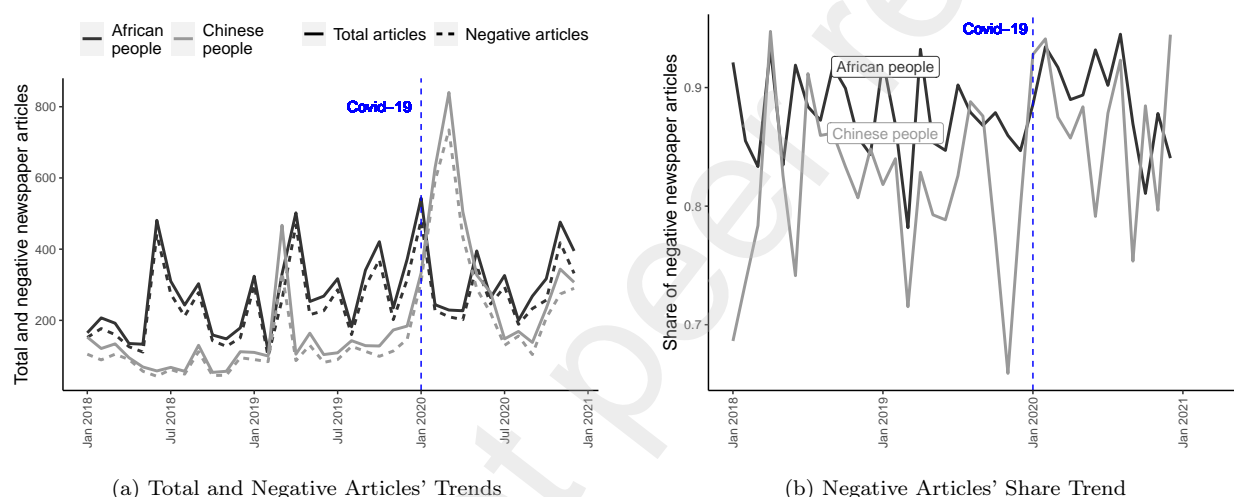 African people
Chinese people
Total articles
Negative articles
Covid−19
Total and negative newspaper articles
800
600
400
200
Jan 2018
Jul 2018
Jan 2019
Jul 2019
Jan 2020
Jul 2020
Jan 2021
(a) Total and Negative Articles' Trends
Covid−19
African people
Chinese people
Share of negative newspaper articles
0.9
0.8
0.7
Jan 2018
Jan 2019
Jan 2020
Jan 2021
(b) Negative Articles' Share Trend